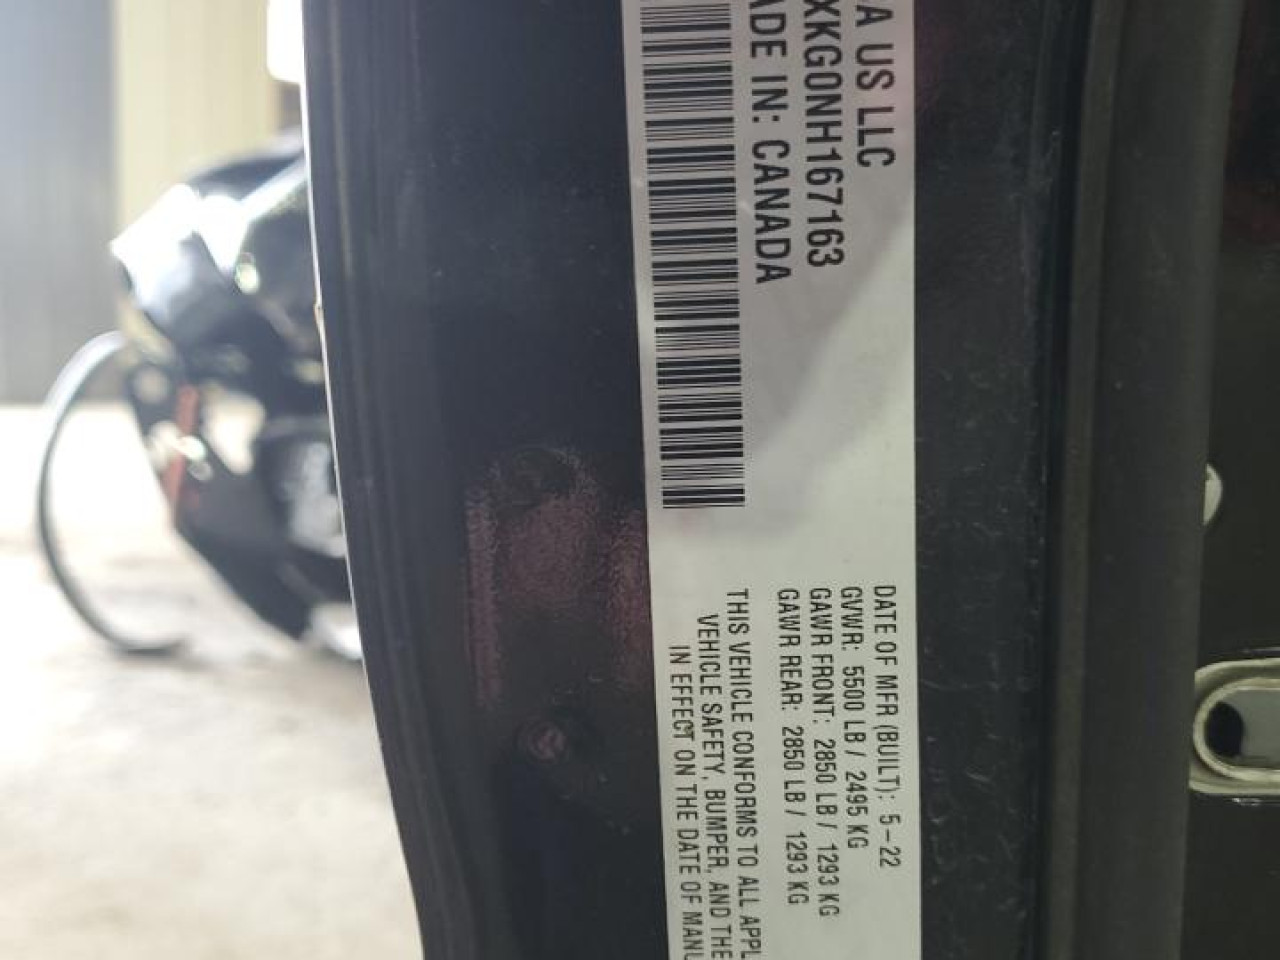 A US LLC
XKG0NH167163
ADE IN: CANADA
DATE OF MFR (BUILT): 5-22
GVWR: 5500 LB / 2495 KG
GAWR FRONT: 2850 LB / 1293 KG
GAWR REAR: 2850 LB / 1293 KG
THIS VEHICLE CONFORMS TO ALL APPL
VEHICLE SAFETY, BUMPER, AND THE
IN EFFECT ON THE DATE OF MANU